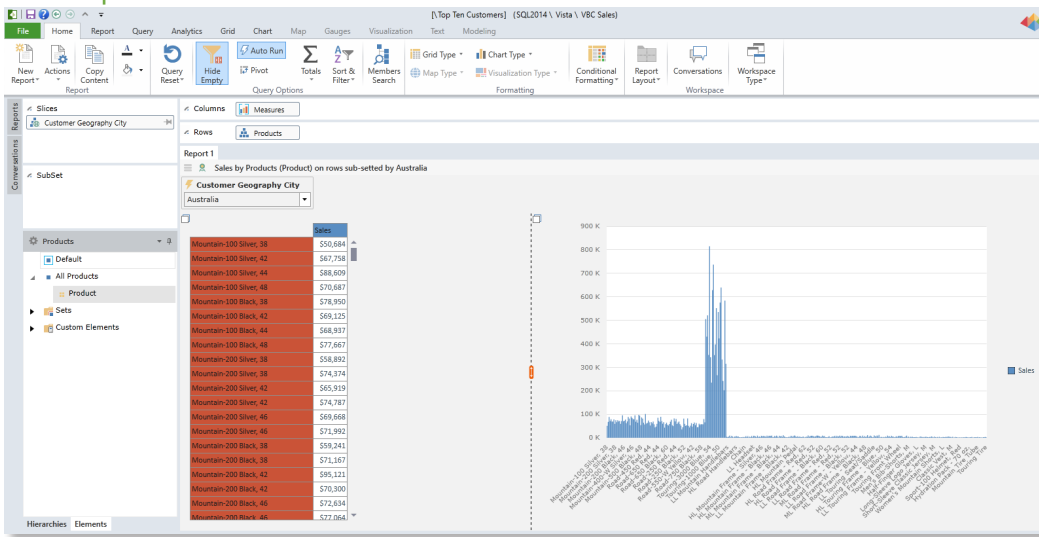 [\Top Ten Customers] (SQL2014 \ Vista \ VBC Sales)
File Home Report Query Analytics Grid Chart Map Gauges Visualization Text Modeling
New Report
Actions
Copy Content
Report
Query Reset
Hide Empty
Auto Run
Pivot
Totals
Sort & Filter
Members Search
Query Options
Grid Type
Chart Type
Map Type
Visualization Type
Conditional Formatting
Formatting
Report Layout
Conversations
Workspace Type
Workspace
Reports
Conversations
Slices
Customer Geography City
SubSet
Products
Default
All Products
Product
Sets
Custom Elements
Hierarchies Elements
Columns Measures
Rows Products
Report 1
Sales by Products (Product) on rows sub-setted by Australia
Customer Geography City
Australia
Sales
Mountain-100 Silver, 38 $50,684
Mountain-100 Silver, 42 $67,758
Mountain-100 Silver, 44 $88,609
Mountain-100 Silver, 48 $70,687
Mountain-100 Black, 38 $78,950
Mountain-100 Black, 42 $69,125
Mountain-100 Black, 44 $68,937
Mountain-100 Black, 48 $77,667
Mountain-200 Silver, 38 $58,892
Mountain-200 Silver, 38 $74,374
Mountain-200 Silver, 42 $65,919
Mountain-200 Silver, 42 $74,787
Mountain-200 Silver, 46 $69,668
Mountain-200 Silver, 46 $71,992
Mountain-200 Black, 38 $59,241
Mountain-200 Black, 38 $71,167
Mountain-200 Black, 42 $95,121
Mountain-200 Black, 42 $70,300
Mountain-200 Black, 46 $72,634
Mountain-200 Black, 46 $77,064
900 K
800 K
700 K
600 K
500 K
400 K
300 K
200 K
100 K
0 K
Sales